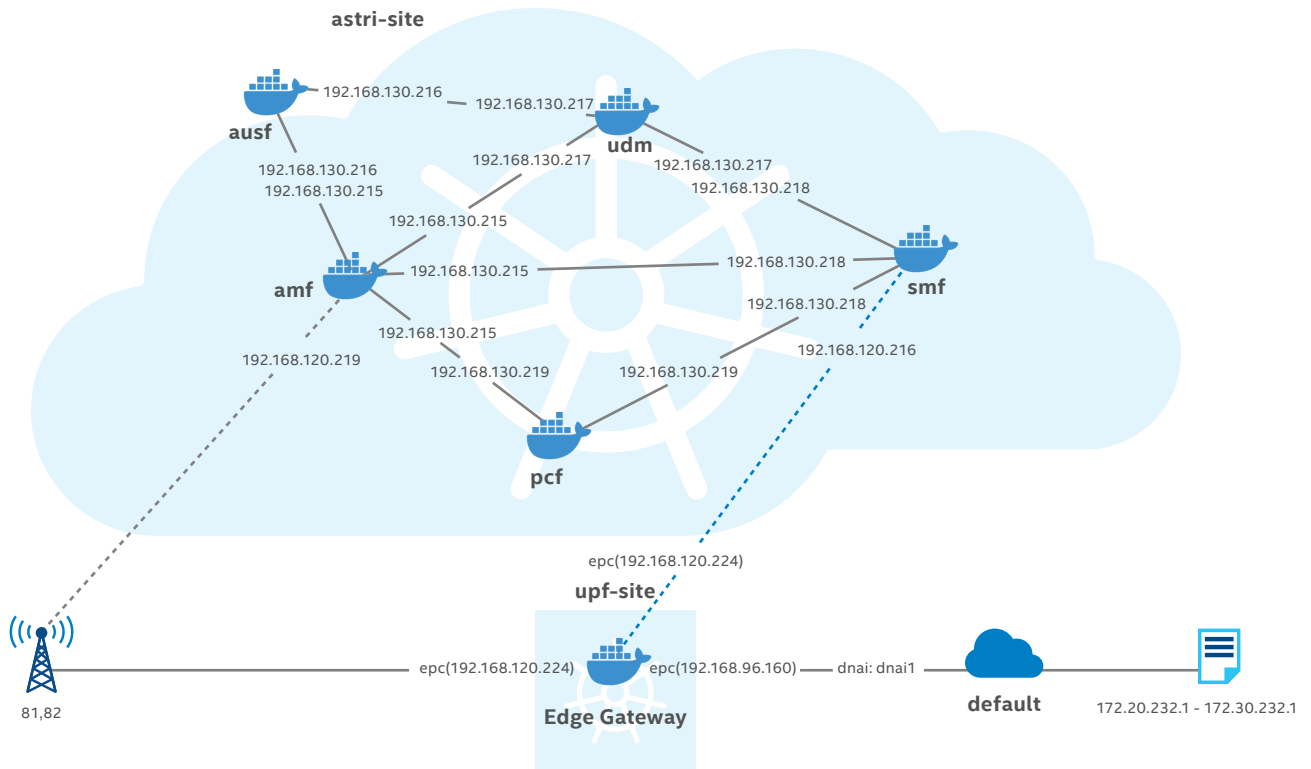 astri-site
192.168.130.216
192.168.130.217
ausf
udm
192.168.130.217
192.168.130.217
192.168.130.216
192.168.130.215
192.168.130.218
192.168.130.215
192.168.130.218
192.168.130.215
amf
smf
192.168.130.218
192.168.130.215
192.168.120.216
192.168.120.219
192.168.130.219
192.168.130.219
pcf
epc(192.168.120.224)
upf-site
epc(192.168.120.224)
epc(192.168.96.160)
dnai: dnai1
81,82
Edge Gateway
default
172.20.232.1 - 172.30.232.1